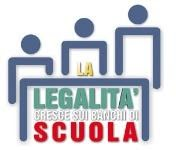 LA
LEGALITA'
CRESCE SUI BANCHI DI
SCUOLA